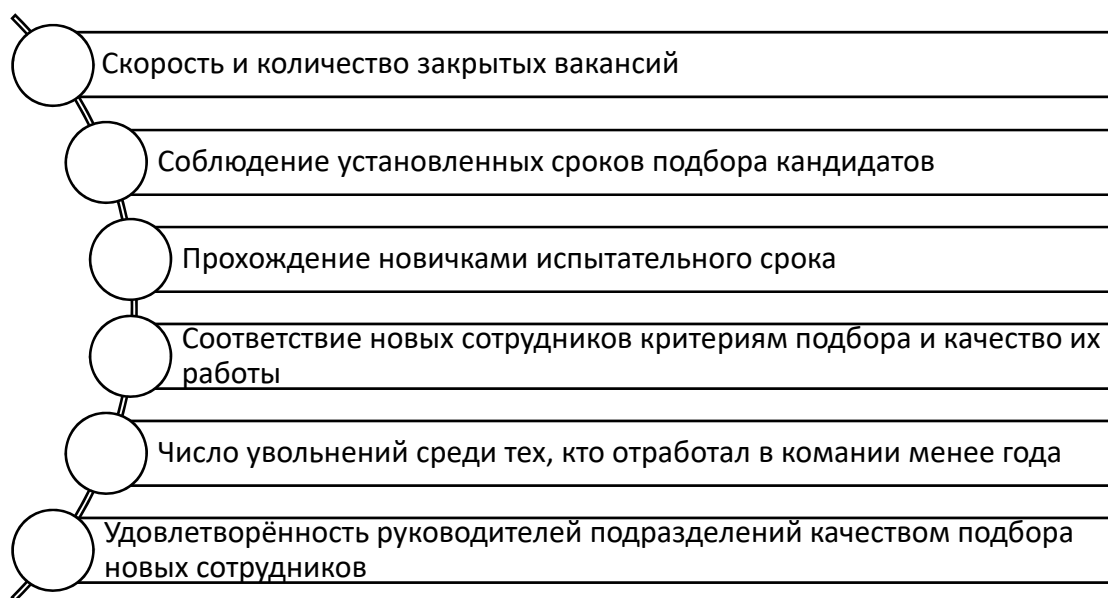 Скорость и количество закрытых вакансий
Соблюдение установленных сроков подбора кандидатов
Прохождение новичками испытательного срока
Соответствие новых сотрудников критериям подбора и качество их
работы
Число увольнений среди тех, кто отработал в комании менее года
Удовлетворённость руководителей подразделений качеством подбора
новых сотрудников